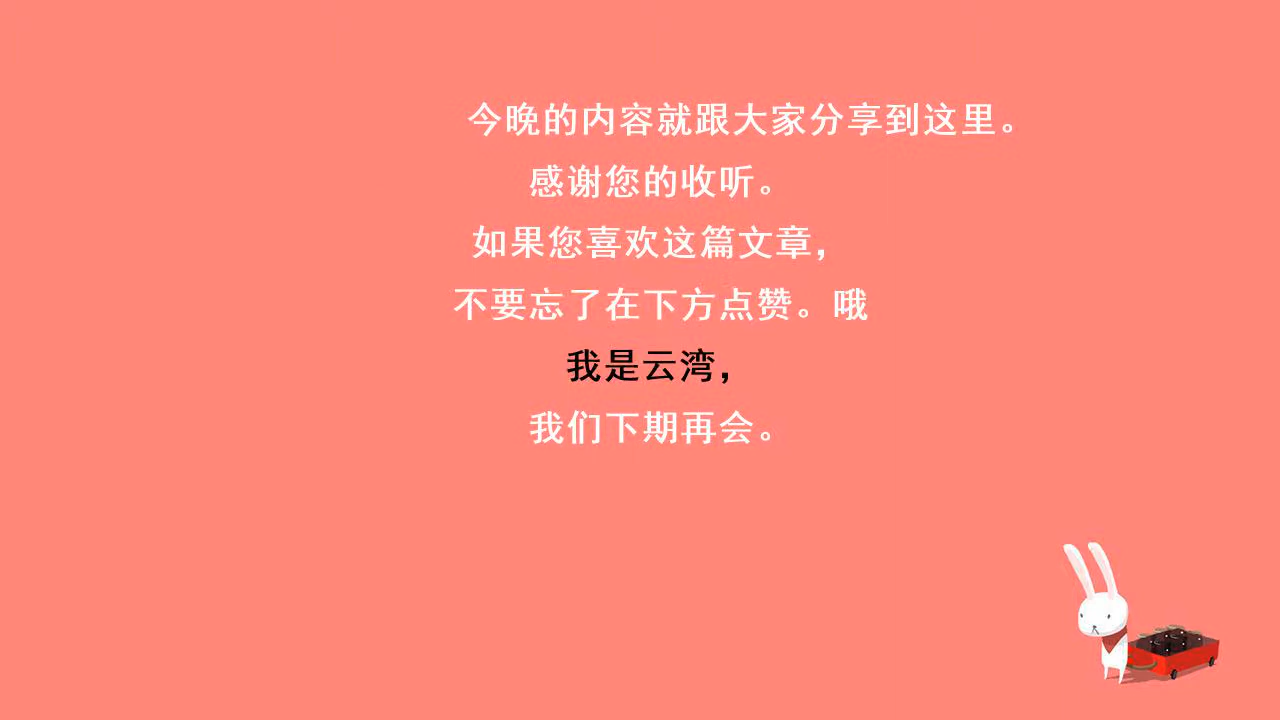 今晚的内容就跟大家分享到这里。
感谢您的收听。
如果您喜欢这篇文章，
不要忘了在下方点赞。哦
我是云湾，
我们下期再会。